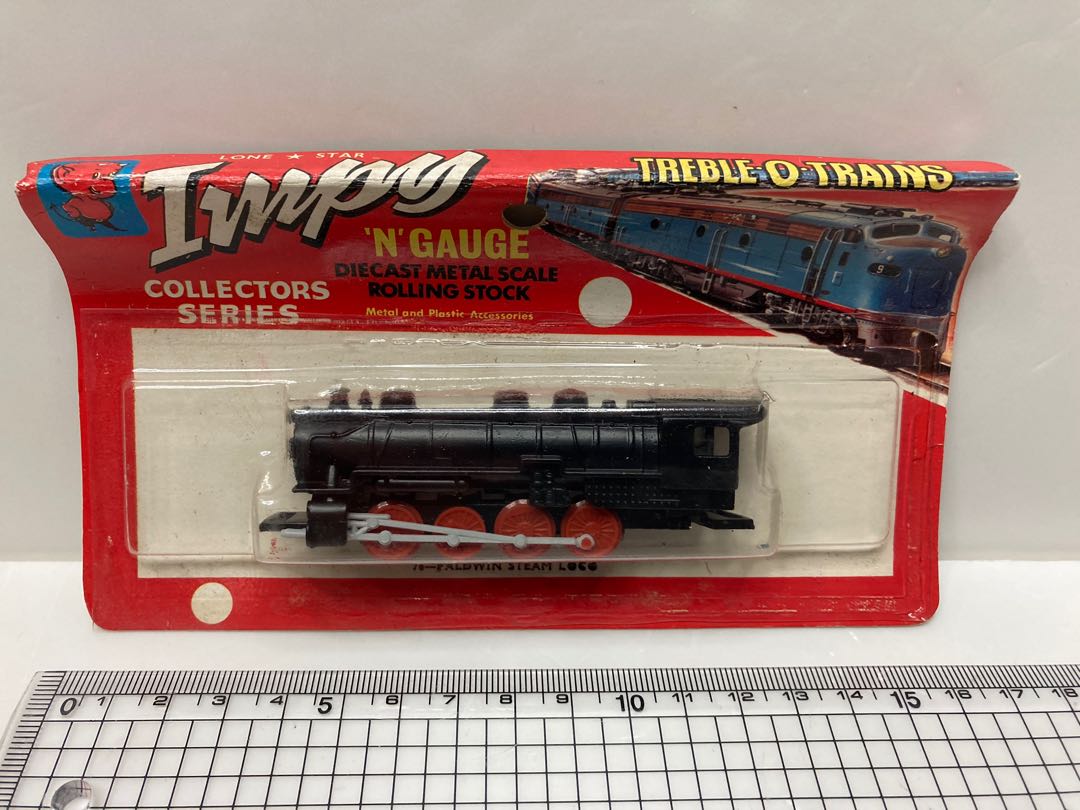 LONE ★ STAR
Impy
TREBLE-O-TRAINS
'N' GAUGE
DIECAST METAL SCALE
ROLLING STOCK
COLLECTORS
SERIES
Metal and Plastic Accessories
9
STEAM LOCO
0 1 2 3 4 5 6 7 8 9 10 11 12 13 14 15 16 17 18